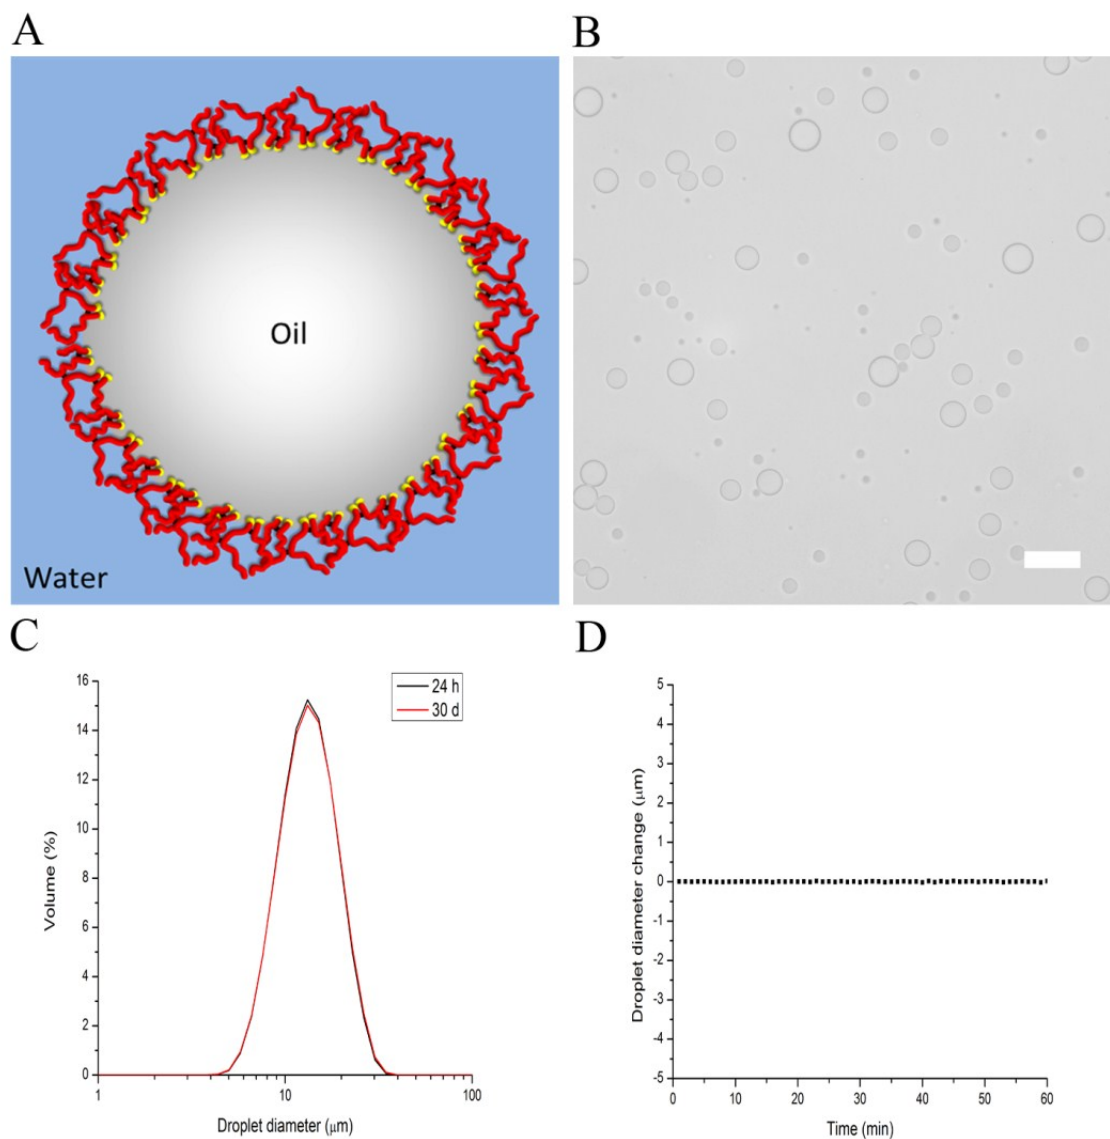 A
B
Oil
Water
C
D
16
14
12
10
8
6
4
2
0
Volume (%)
24 h
30 d
1
10
100
Droplet diameter (μm)
5
4
3
2
1
0
-1
-2
-3
-4
-5
Droplet diameter change (μm)
0
10
20
30
40
50
60
Time (min)